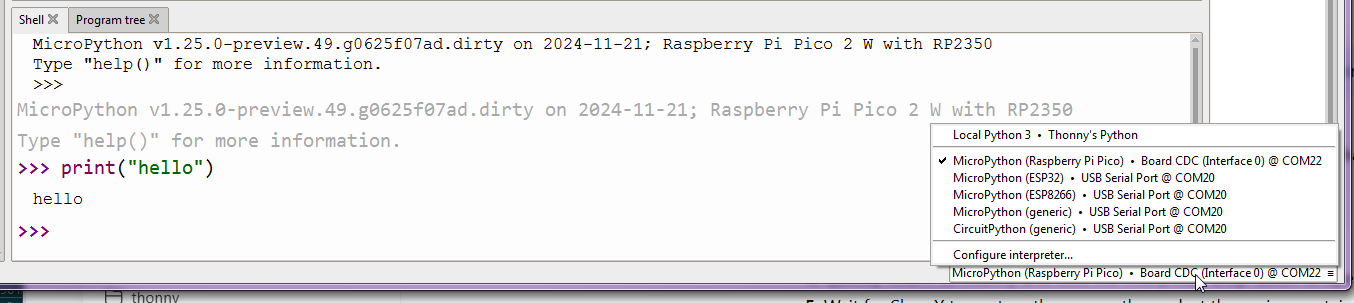 Shell Program tree
MicroPython v1.25.0-preview.49.g0625f07ad.dirty on 2024-11-21; Raspberry Pi Pico 2 W with RP2350
Type "help()" for more information.
>>>
MicroPython v1.25.0-preview.49.g0625f07ad.dirty on 2024-11-21; Raspberry Pi Pico 2 W with RP2350
Type "help()" for more information.
>>> print("hello")
hello
>>>
Local Python 3 • Thonny's Python
✓ MicroPython (Raspberry Pi Pico) • Board CDC (Interface 0) @ COM22
MicroPython (ESP32) • USB Serial Port @ COM20
MicroPython (ESP8266) • USB Serial Port @ COM20
MicroPython (generic) • USB Serial Port @ COM20
CircuitPython (generic) • USB Serial Port @ COM20
Configure interpreter...
MicroPython (Raspberry Pi Pico) • Board CDC (Interface 0) @ COM22 ≡
thonny